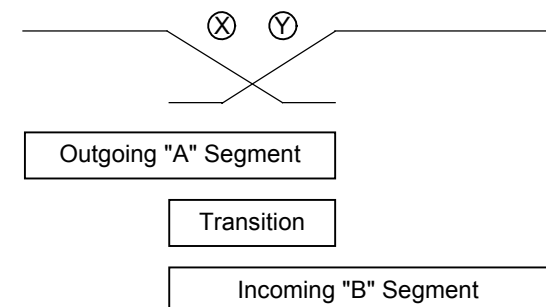 X Y
Outgoing "A" Segment
Transition
Incoming "B" Segment